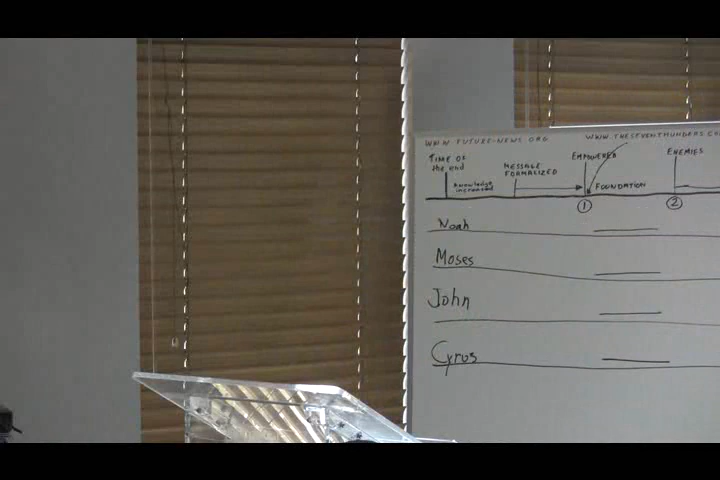 WWW.FUTURE-NEWS.ORG WWW.THESEVENTHUNDERS.CO
TIME OF the end
Knowledge increased
MESSAGE FORMALIZED
EMPOWERED
FOUNDATION
ENEMIES
1 2
Noah
Moses
John
Cyrus